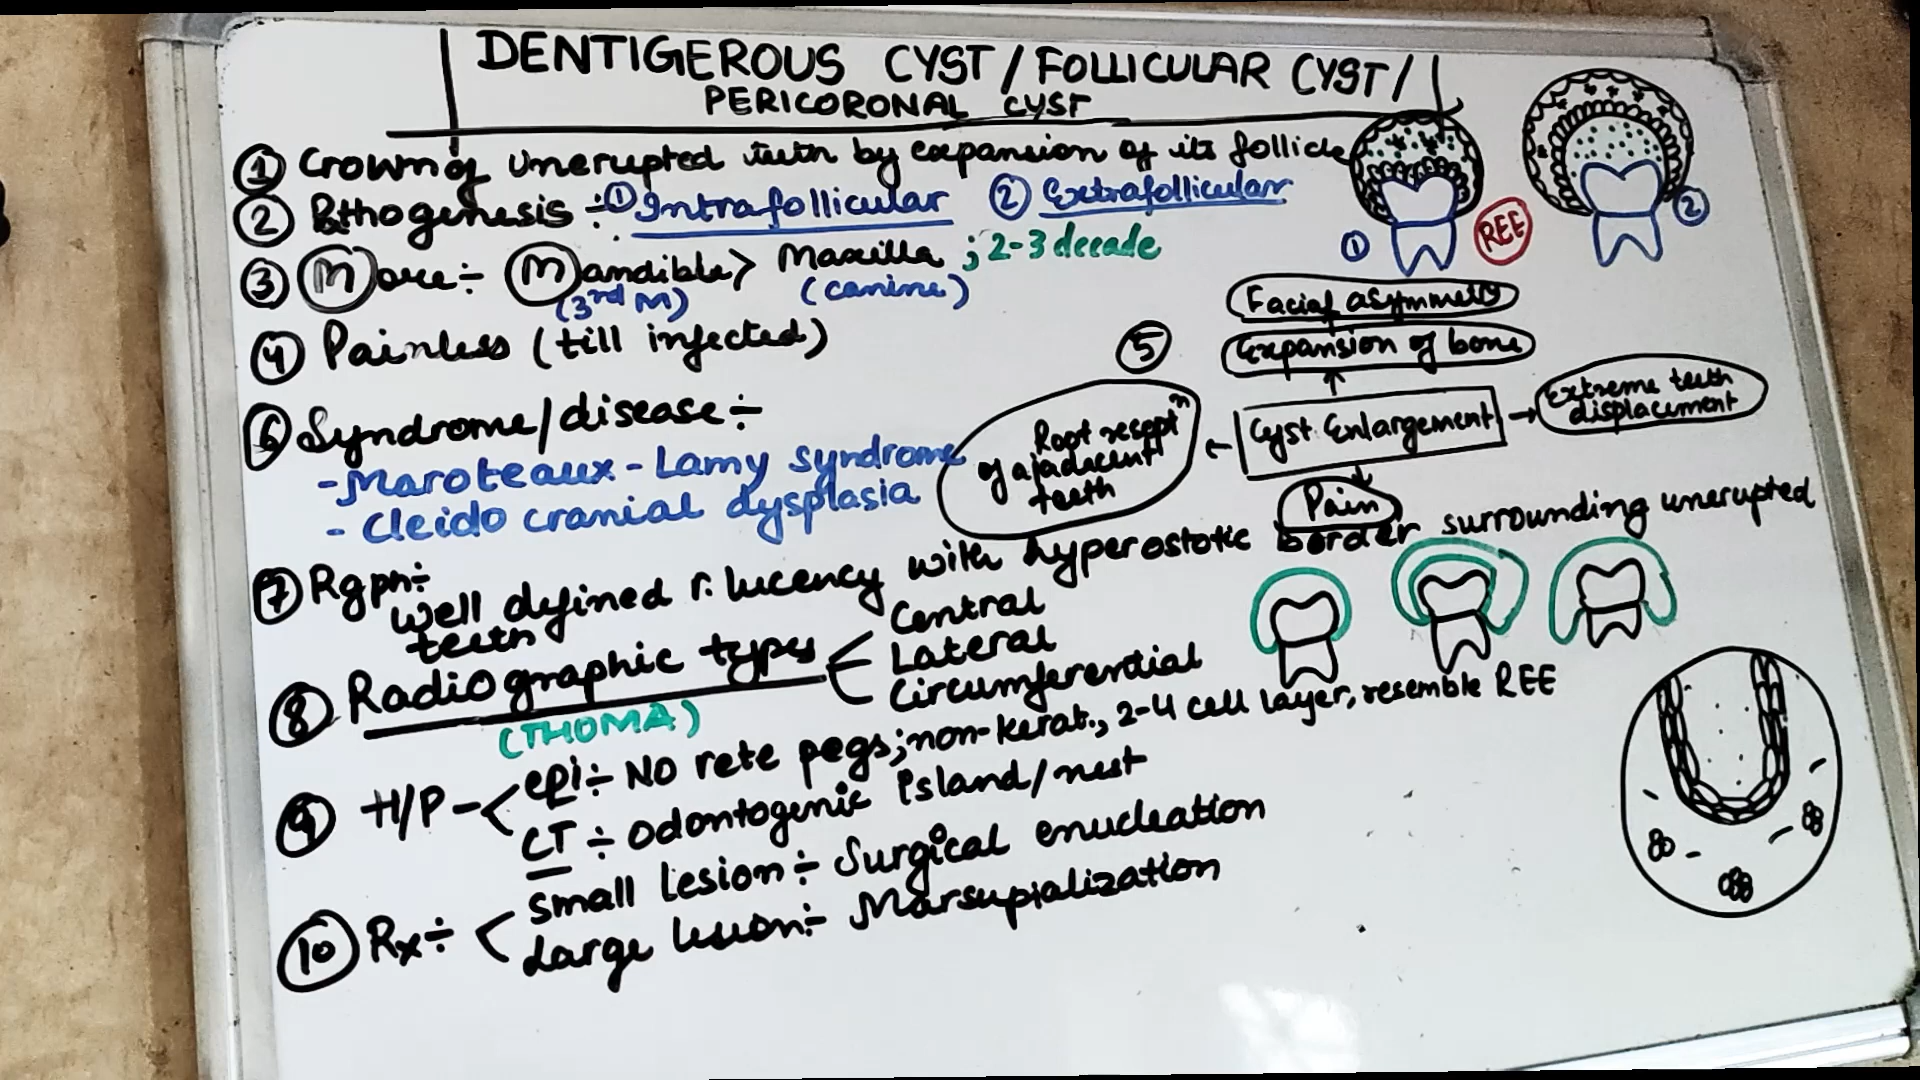 DENTIGEROUS CYST / FOLLICULAR CYST /
PERICORONAL CYST
① Crown of unerupted teeth by expansion of its follicle
② Pthogenesis ÷ ① Intrafollicular ② Extrafollicular
③ More ÷ Mandible > Maxilla ; 2-3 decade
(3rd M) (canine)
④ Painless (till infected)
① REE ②
⑤
Facial asymmetry
Expansion of bone
Cyst Enlargement
Extreme teeth
displacement
Root resorptⁿ
of adjacent
teeth
Pain
⑥ Syndrome/disease ÷
- Maroteaux - Lamy syndrome
- Cleido cranial dysplasia
⑦ Rgph ÷
Well defined r. lucency with hyperostotic border surrounding unerupted
teeth
⑧ Radiographic types
(THOMA)
Central
Lateral
Circumferential
⑨ H/P - epi ÷ NO rete pegs; non-kerat., 2-4 cell layer, resemble REE
CT ÷ Odontogenic island/nest
⑩ Rx ÷ Small lesion ÷ Surgical enucleation
Large lesion ÷ Marsupialization